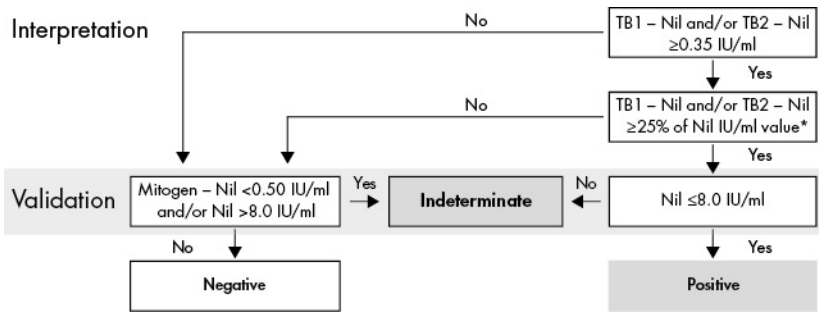 Interpretation
No
TB1 – Nil and/or TB2 – Nil
≥0.35 IU/ml
Yes
No
TB1 – Nil and/or TB2 – Nil
≥25% of Nil IU/ml value*
Yes
Validation
Mitogen – Nil <0.50 IU/ml
and/or Nil >8.0 IU/ml
Yes
Indeterminate
No
Nil ≤8.0 IU/ml
No
Yes
Negative
Positive